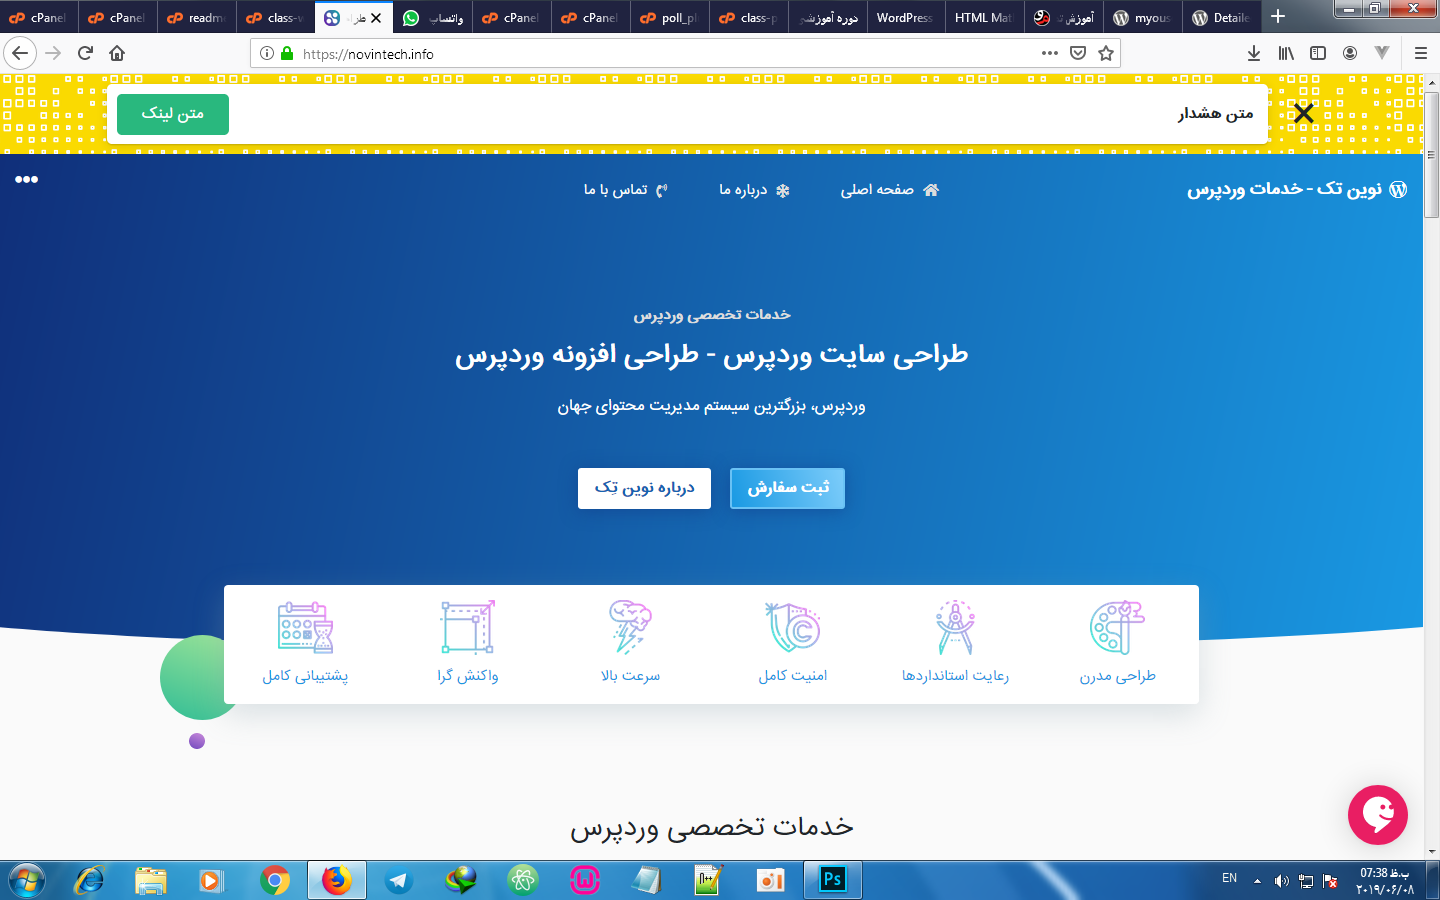 cPanel
cPanel
readme
class-w
طراح
واتساپ
cPanel
cPanel
poll_pl
class-p
دوره آموزشی
WordPress
HTML Mat
آموزش ت
myous
Detaile
https://novintech.info
متن هشدار
متن لینک
نوین تک - خدمات وردپرس
صفحه اصلی
درباره ما
تماس با ما
خدمات تخصصی وردپرس
طراحی سایت وردپرس - طراحی افزونه وردپرس
وردپرس، بزرگترین سیستم مدیریت محتوای جهان
ثبت سفارش
درباره نوین تِک
طراحی مدرن
رعایت استانداردها
امنیت کامل
سرعت بالا
واکنش گرا
پشتیبانی کامل
خدمات تخصصی وردپرس
Ps
EN
07:38 ب.ظ
۲۰۱۹/۰۶/۰۸